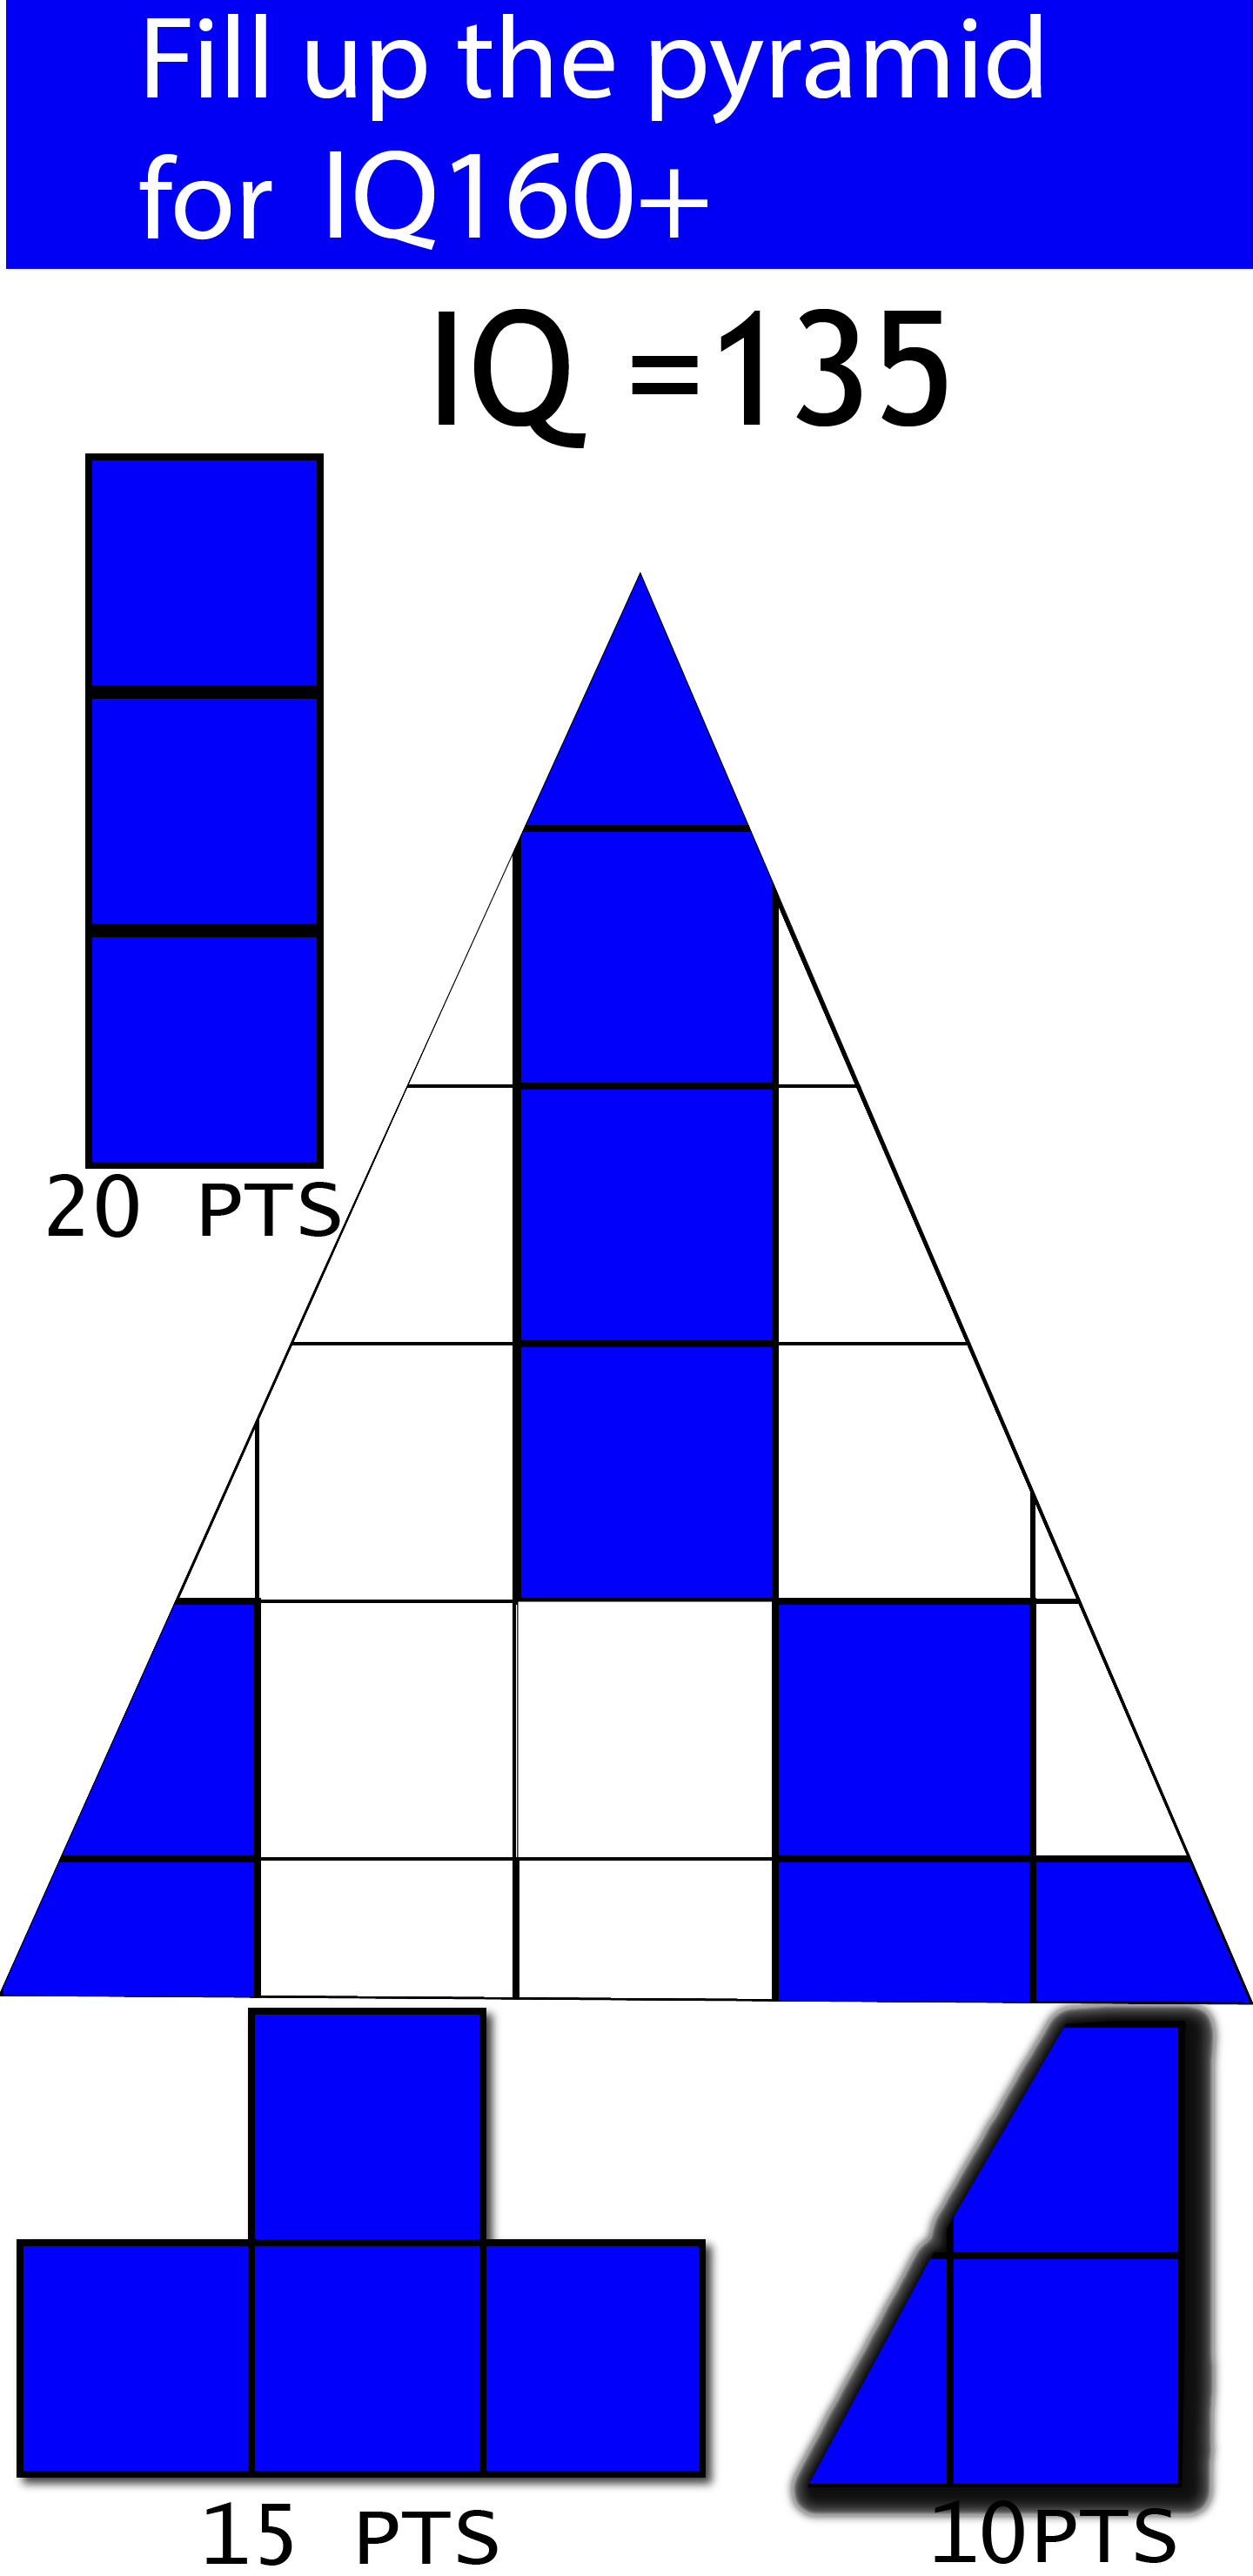 Fill up the pyramid
for IQ160+
IQ =135
20 PTS
15 PTS
10PTS